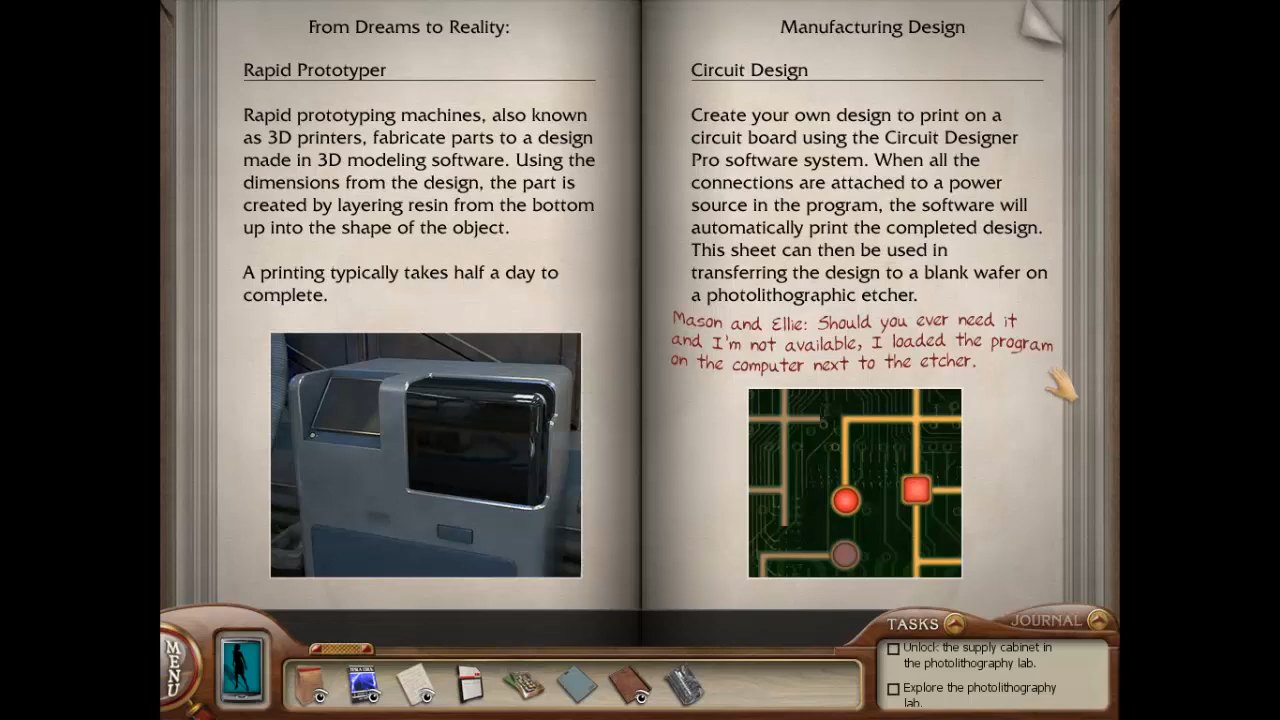 From Dreams to Reality:
Rapid Prototyper
Rapid prototyping machines, also known
as 3D printers, fabricate parts to a design
made in 3D modeling software. Using the
dimensions from the design, the part is
created by layering resin from the bottom
up into the shape of the object.
A printing typically takes half a day to
complete.
Manufacturing Design
Circuit Design
Create your own design to print on a
circuit board using the Circuit Designer
Pro software system. When all the
connections are attached to a power
source in the program, the software will
automatically print the completed design.
This sheet can then be used in
transferring the design to a blank wafer on
a photolithographic etcher.
Mason and Ellie: Should you ever need it
and I'm not available, I loaded the program
on the computer next to the etcher.
MENU
TASKS
JOURNAL
Unlock the supply cabinet in
the photolithography lab.
Explore the photolithography
lab.